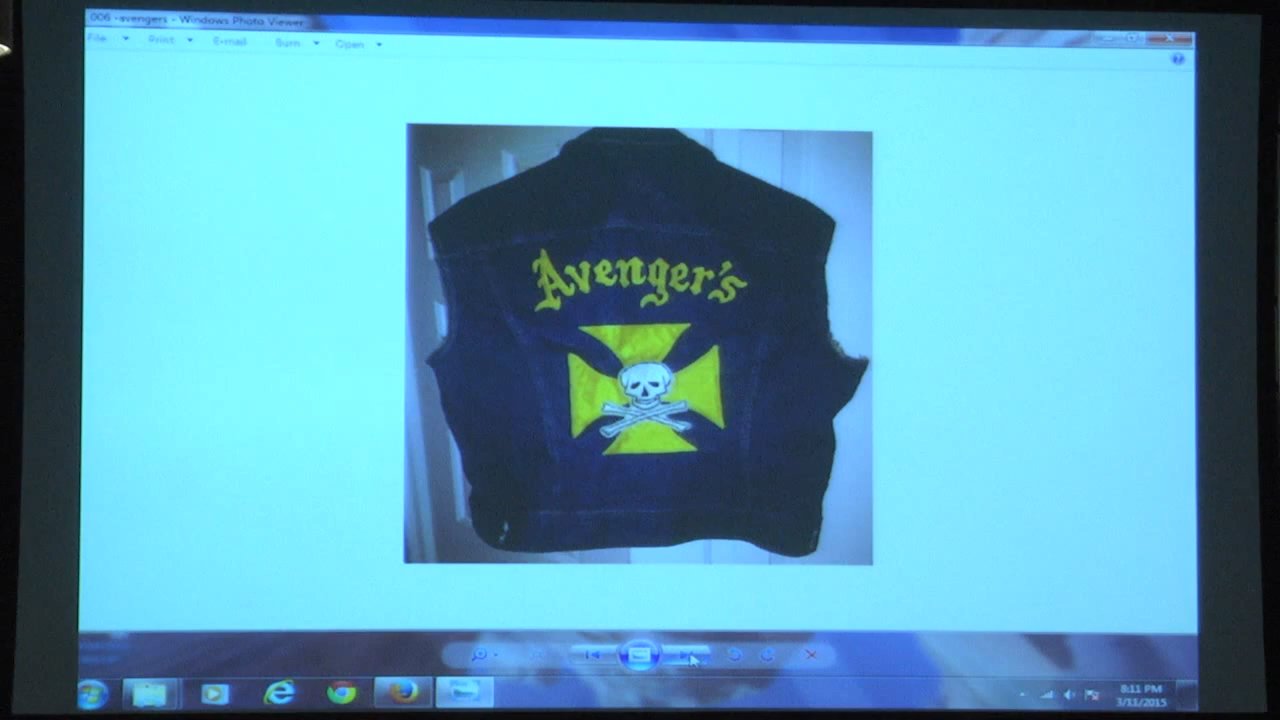 006 -avengers - Windows Photo Viewer
File Print E-mail Burn Open
Avenger's
8:11 PM
3/11/2015